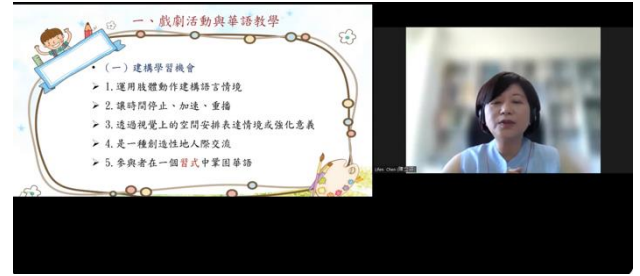 一、戲劇活動與華語教學
• (一)建構學習機會
➢ 1.運用肢體動作建構語言情境
➢ 2.讓時間停止、加速、重播
➢ 3.透過視覺上的空間安排表達情境或強化意義
➢ 4.是一種創造性地人際交流
➢ 5.參與者在一個習式中鞏固華語